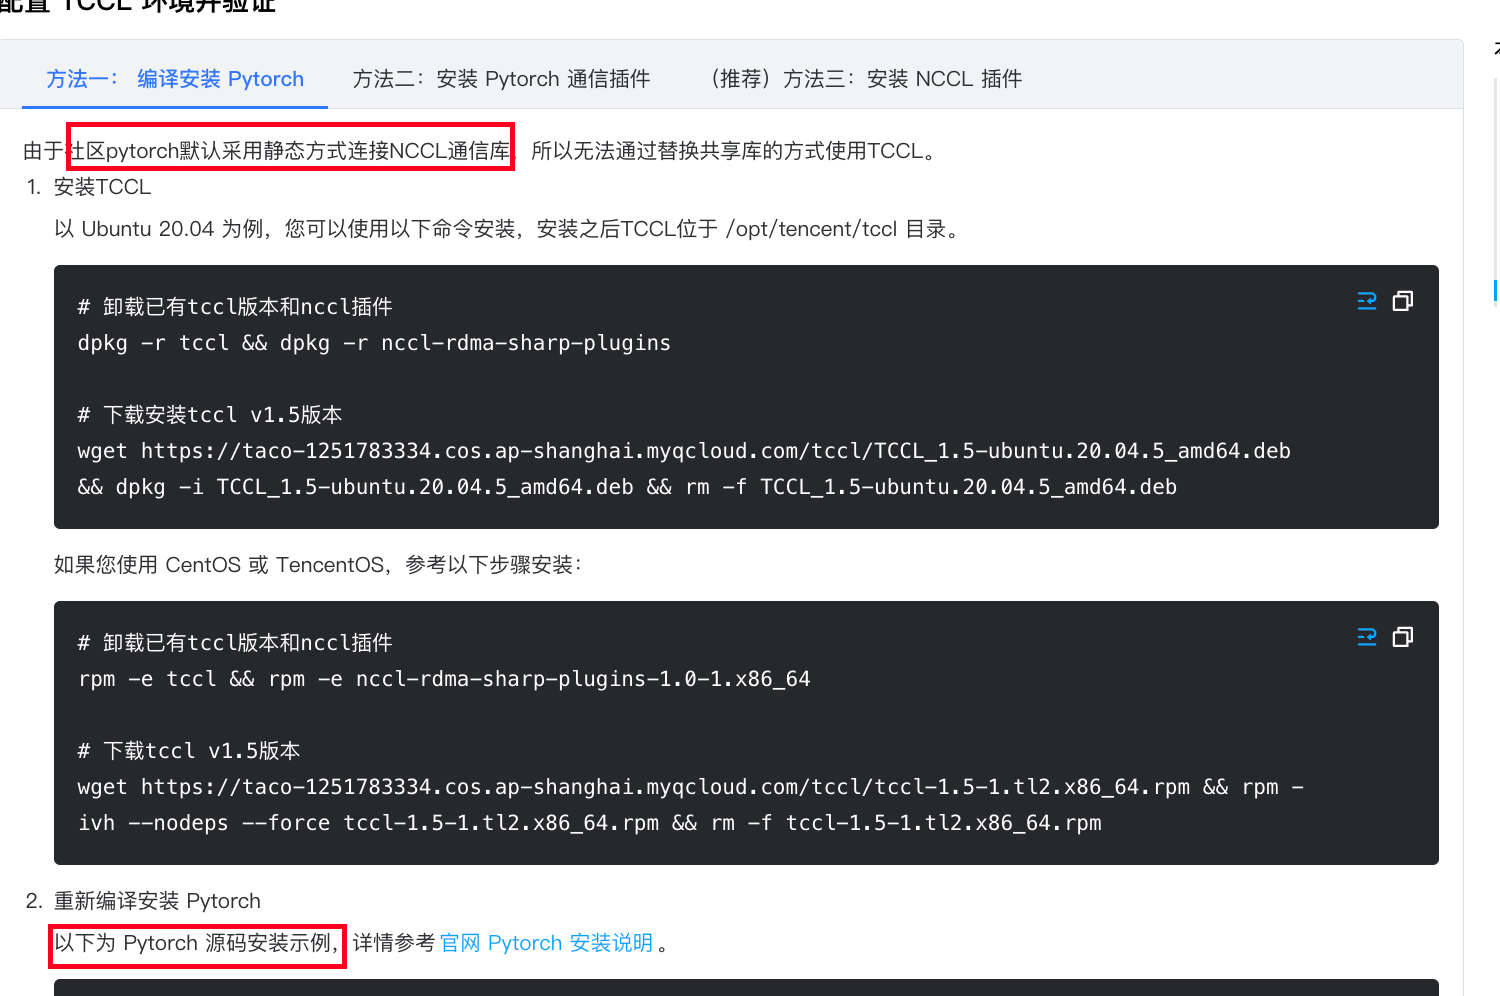 配置 TCCL 环境并验证
方法一： 编译安装 Pytorch
方法二：安装 Pytorch 通信插件
（推荐）方法三：安装 NCCL 插件
由于社区pytorch默认采用静态方式连接NCCL通信库，所以无法通过替换共享库的方式使用TCCL。
1. 安装TCCL
以 Ubuntu 20.04 为例，您可以使用以下命令安装，安装之后TCCL位于 /opt/tencent/tccl 目录。
# 卸载已有tccl版本和nccl插件
dpkg -r tccl && dpkg -r nccl-rdma-sharp-plugins
# 下载安装tccl v1.5版本
wget https://taco-1251783334.cos.ap-shanghai.myqcloud.com/tccl/TCCL_1.5-ubuntu.20.04.5_amd64.deb
&& dpkg -i TCCL_1.5-ubuntu.20.04.5_amd64.deb && rm -f TCCL_1.5-ubuntu.20.04.5_amd64.deb
如果您使用 CentOS 或 TencentOS，参考以下步骤安装：
# 卸载已有tccl版本和nccl插件
rpm -e tccl && rpm -e nccl-rdma-sharp-plugins-1.0-1.x86_64
# 下载tccl v1.5版本
wget https://taco-1251783334.cos.ap-shanghai.myqcloud.com/tccl/tccl-1.5-1.tl2.x86_64.rpm && rpm -
ivh --nodeps --force tccl-1.5-1.tl2.x86_64.rpm && rm -f tccl-1.5-1.tl2.x86_64.rpm
2. 重新编译安装 Pytorch
以下为 Pytorch 源码安装示例，详情参考 官网 Pytorch 安装说明 。